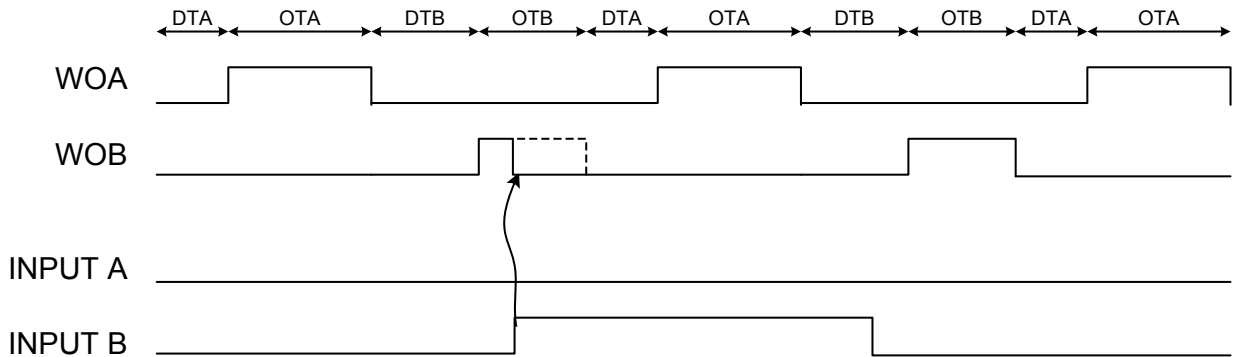 DTA OTA DTB OTB DTA OTA DTB OTB DTA OTA
WOA
WOB
INPUT A
INPUT B